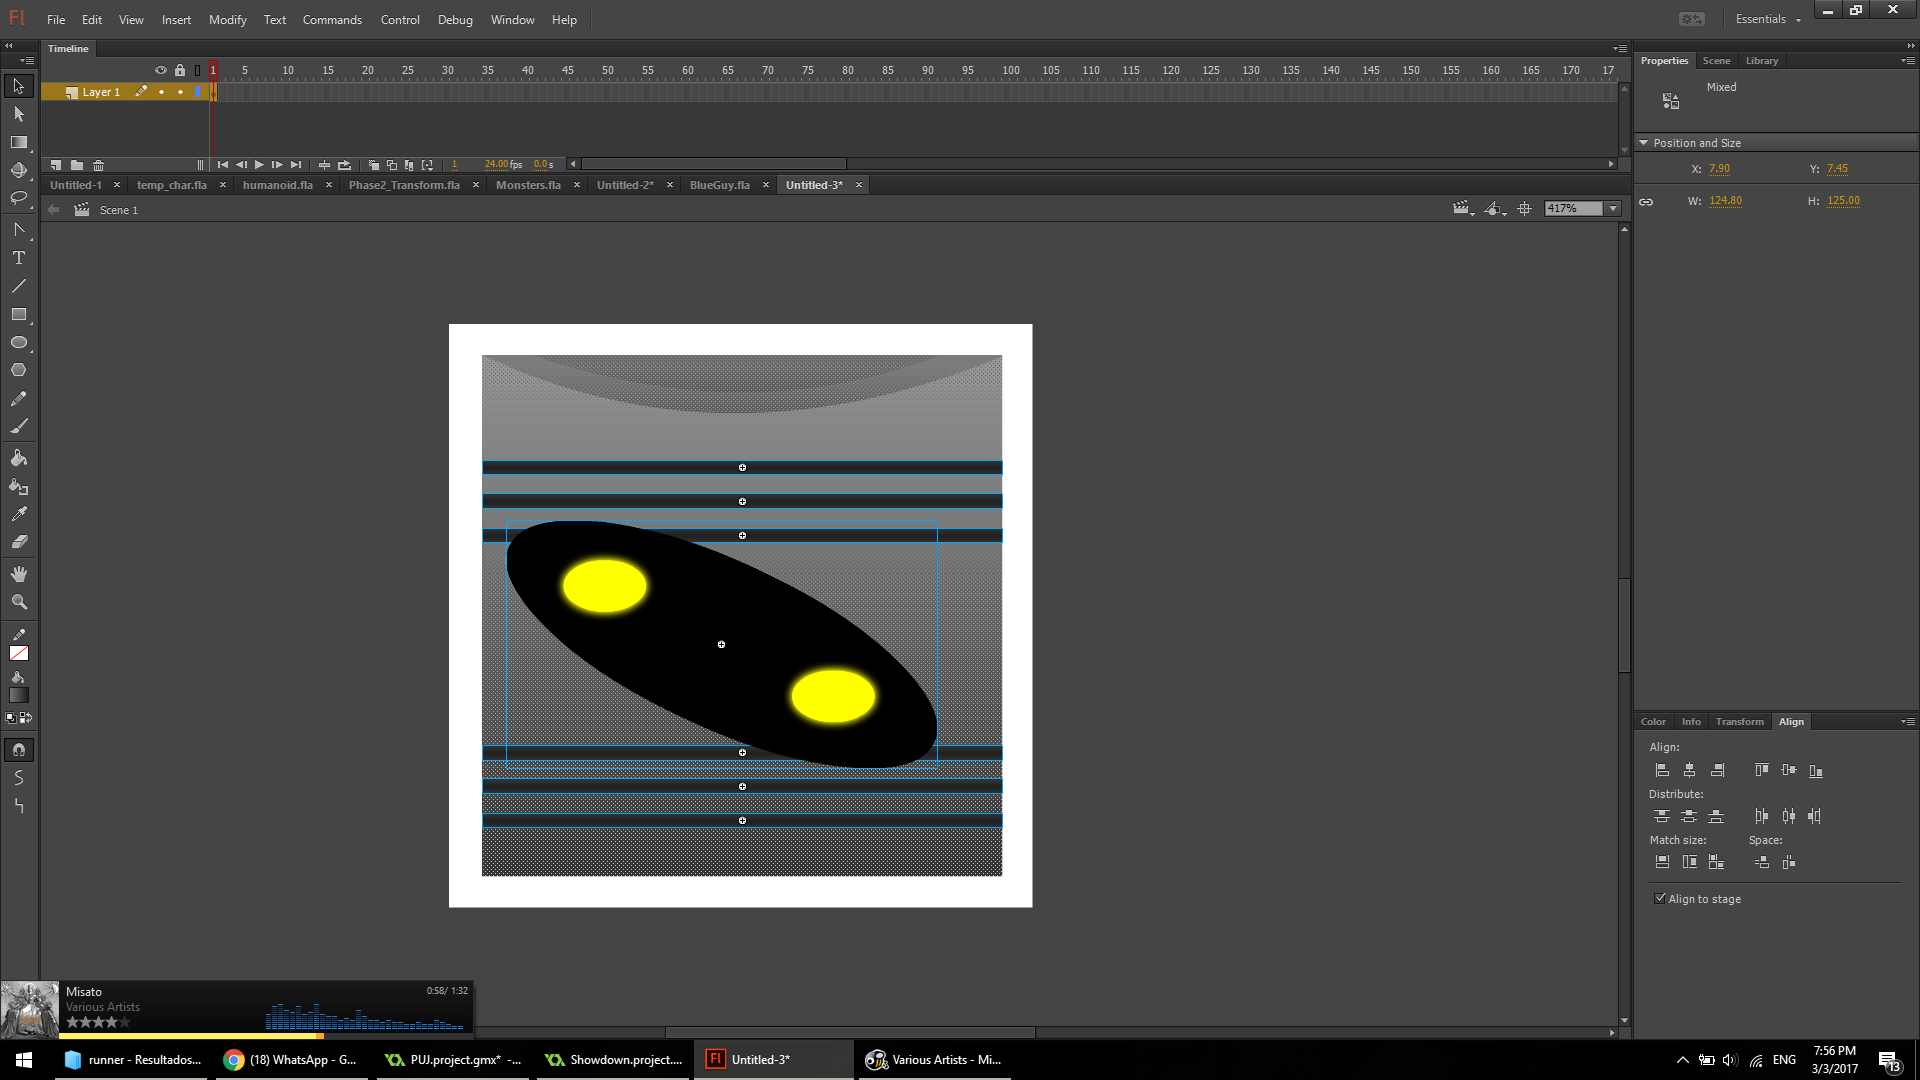 Fl File Edit View Insert Modify Text Commands Control Debug Window Help Essentials
Timeline
1 5 10 15 20 25 30 35 40 45 50 55 60 65 70 75 80 85 90 95 100 105 110 115 120 125 130 135 140 145 150 155 160 165 170 17
Layer 1
1 24.00 fps 0.0 s
Untitled-1 temp_char.fla humanoid.fla Phase2_Transform.fla Monsters.fla Untitled-2* BlueGuy.fla Untitled-3*
Scene 1
417%
Properties Scene Library
Mixed
Position and Size
X: 7.90 Y: 7.45
W: 124.80 H: 125.00
Color Info Transform Align
Align:
Distribute:
Match size: Space:
Align to stage
Misato 0:58/ 1:32
Various Artists
runner - Resultados... (18) WhatsApp - G... PUJ.project.gmx* -... Showdown.project.... Fl Untitled-3* Various Artists - Mi... ENG
7:56 PM
3/3/2017
13